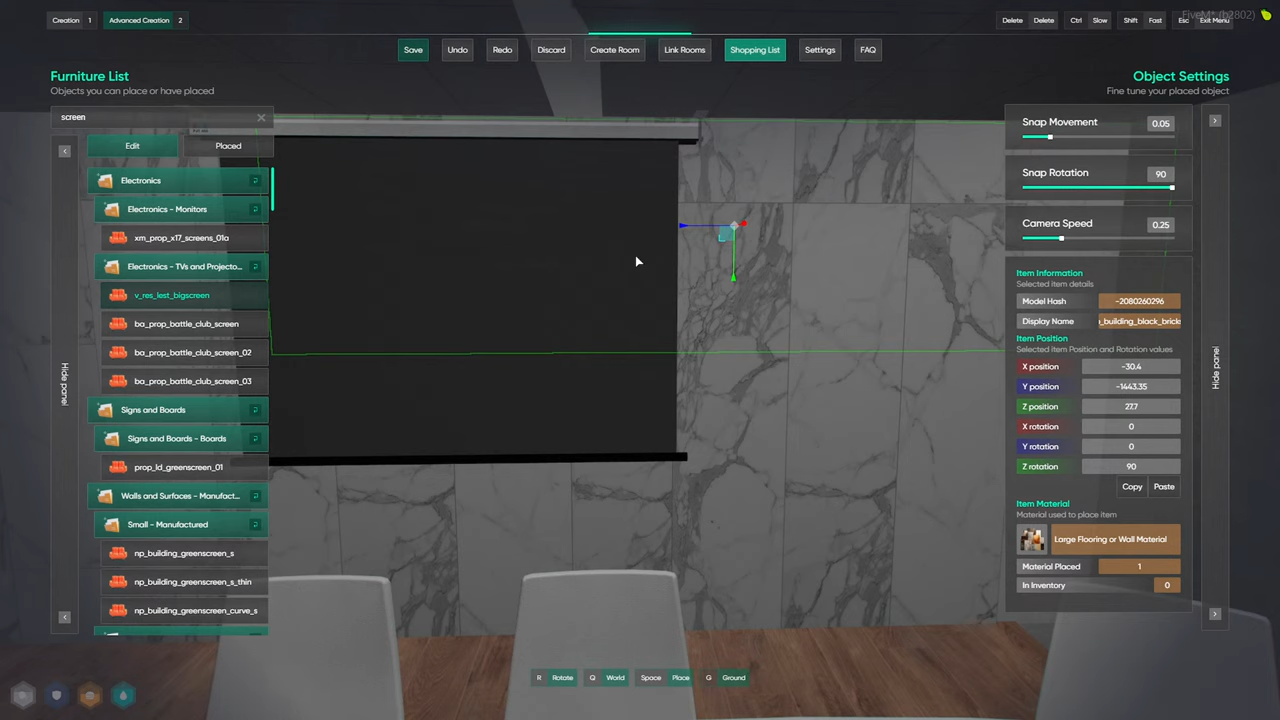 Creation 1 Advanced Creation 2
FiveM* (b2802)
Delete Delete Ctrl Slow Shift Fast Esc Exit Menu
Save Undo Redo Discard Create Room Link Rooms Shopping List Settings FAQ
Furniture List
Objects you can place or have placed
screen
Edit Placed
Electronics
Electronics - Monitors
xm_prop_x17_screens_01a
Electronics - TVs and Projecto...
v_res_lest_bigscreen
ba_prop_battle_club_screen
ba_prop_battle_club_screen_02
ba_prop_battle_club_screen_03
Signs and Boards
Signs and Boards - Boards
prop_ld_greenscreen_01
Walls and Surfaces - Manufact...
Small - Manufactured
np_building_greenscreen_s
np_building_greenscreen_s_thin
np_building_greenscreen_curve_s
Hide panel
Object Settings
Fine tune your placed object
Snap Movement 0.05
Snap Rotation 90
Camera Speed 0.25
Item Information
Selected item details
Model Hash -2080260296
Display Name _building_black_bricks
Item Position
Selected item Position and Rotation values
X position -30.4
Y position -1443.35
Z position 27.7
X rotation 0
Y rotation 0
Z rotation 90
Copy Paste
Item Material
Material used to place item
Large Flooring or Wall Material
Material Placed 1
In Inventory 0
Hide panel
R Rotate Q World Space Place G Ground